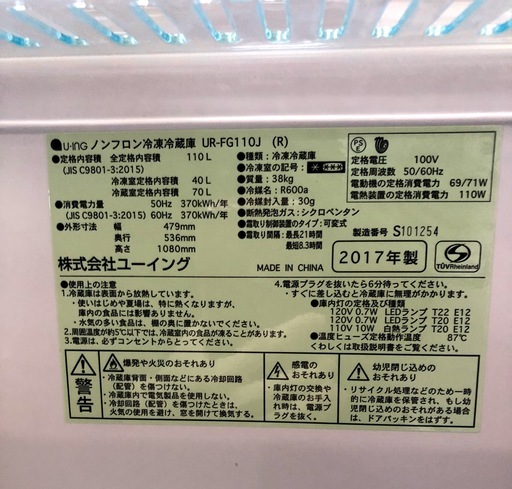 U-ING ノンフロン冷凍冷蔵庫 UR-FG110J (R)
●定格内容積 全定格内容積 110L
(JIS C9801-3:2015)
冷凍室定格内容積 40L
冷蔵室定格内容積 70L
●消費電力量 50Hz 370kWh/年
(JIS C9801-3:2015) 60Hz 370kWh/年
●外形寸法 幅 479mm
奥行 536mm
高さ 1080mm
株式会社ユーイング
●種類: 冷凍冷蔵庫
●冷凍室の記号:
●質量: 38kg
●冷媒: R600a
●冷媒封入量: 30g
●断熱発泡ガス: シクロペンタン
●霜取り制御装置のタイプ: 可変式
●霜取り間隔: 最長21時間
最短8.3時間
MADE IN CHINA
PS E
定格電圧: 100V
定格周波数: 50/60Hz
電動機の定格消費電力 69/71W
電熱装置の定格消費電力 110W
製造番号 S101254
2017年製
TÜVRheinland
●使用上の注意
1.冷蔵庫は表面から放熱しています。
・使いはじめや夏場は、特に熱くなりますが、
食品の内部には影響ありません。
・水気の多い食品は、棚の奥に置かないでください。
2.周囲温度が約5℃以下では、冷蔵室が氷結することがあります。
3.電源は、必ずコンセントからとってください。
4.電源プラグを抜いたら6分待ってください。
・すぐに差し込むと冷蔵庫に無理がかかります。
●庫内灯の定格及び種類
120V 0.7W LEDランプ T22 E12
120V 0.7W LEDランプ T20 E12
110V 10W 白熱ランプ T20 E12
●温度ヒューズ定格動作温度 87℃
くわしくは取扱説明書をご覧ください。
警告
爆発や火災のおそれあり
・冷蔵庫背面・側面などにある冷却回路
(配管)を傷つけない。
・冷蔵庫内で電気製品を使用しない。
・冷却回路(配管)を傷つけたときは、
火気の使用を避け、窓を開けて換気する。
感電の
おそれあり
・庫内灯の交換や
冷蔵庫のお手入
れ時は、電源プラ
グを抜く。
幼児閉じ込め
のおそれあり
・リサイクル処理などのため一時
的に冷蔵庫を保管され、もし幼
児閉じ込めのおそれがある場合
は、ドアパッキンをはずす。